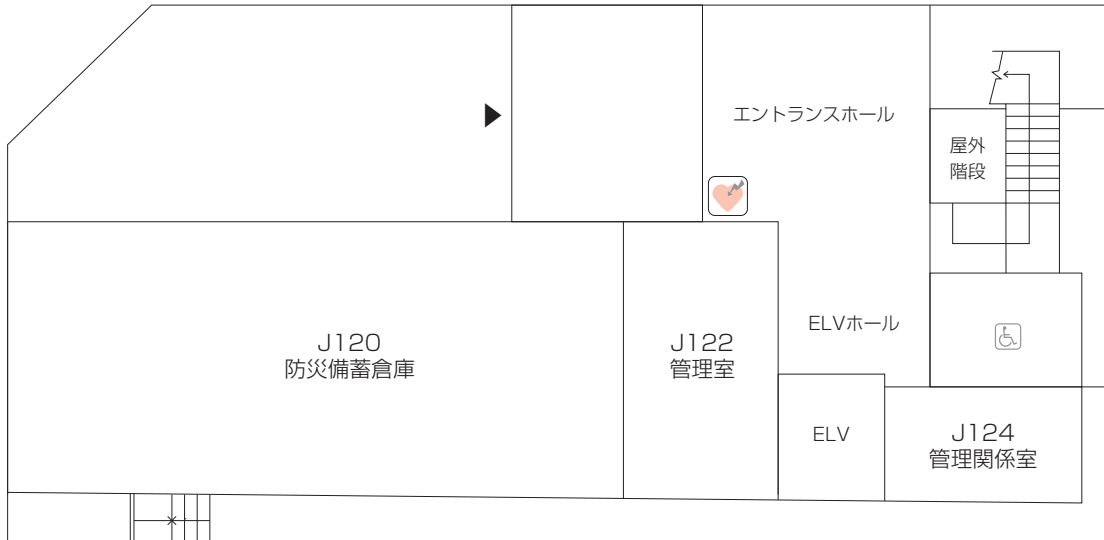 エントランスホール
屋外
階段
ELVホール
J120
防災備蓄倉庫
J122
管理室
ELV
J124
管理関係室